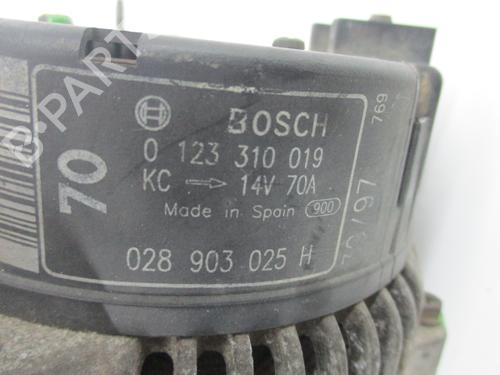 BOSCH
0 123 310 019
KC → 14V 70A
Made in Spain 900
028 903 025 H
70
769